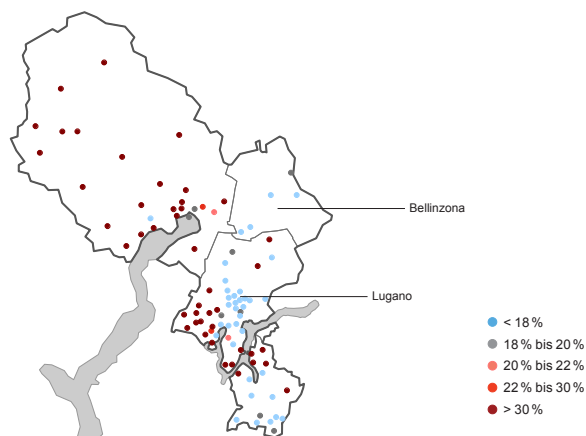 Bellinzona
Lugano
< 18 %
18 % bis 20 %
20 % bis 22 %
22 % bis 30 %
> 30 %